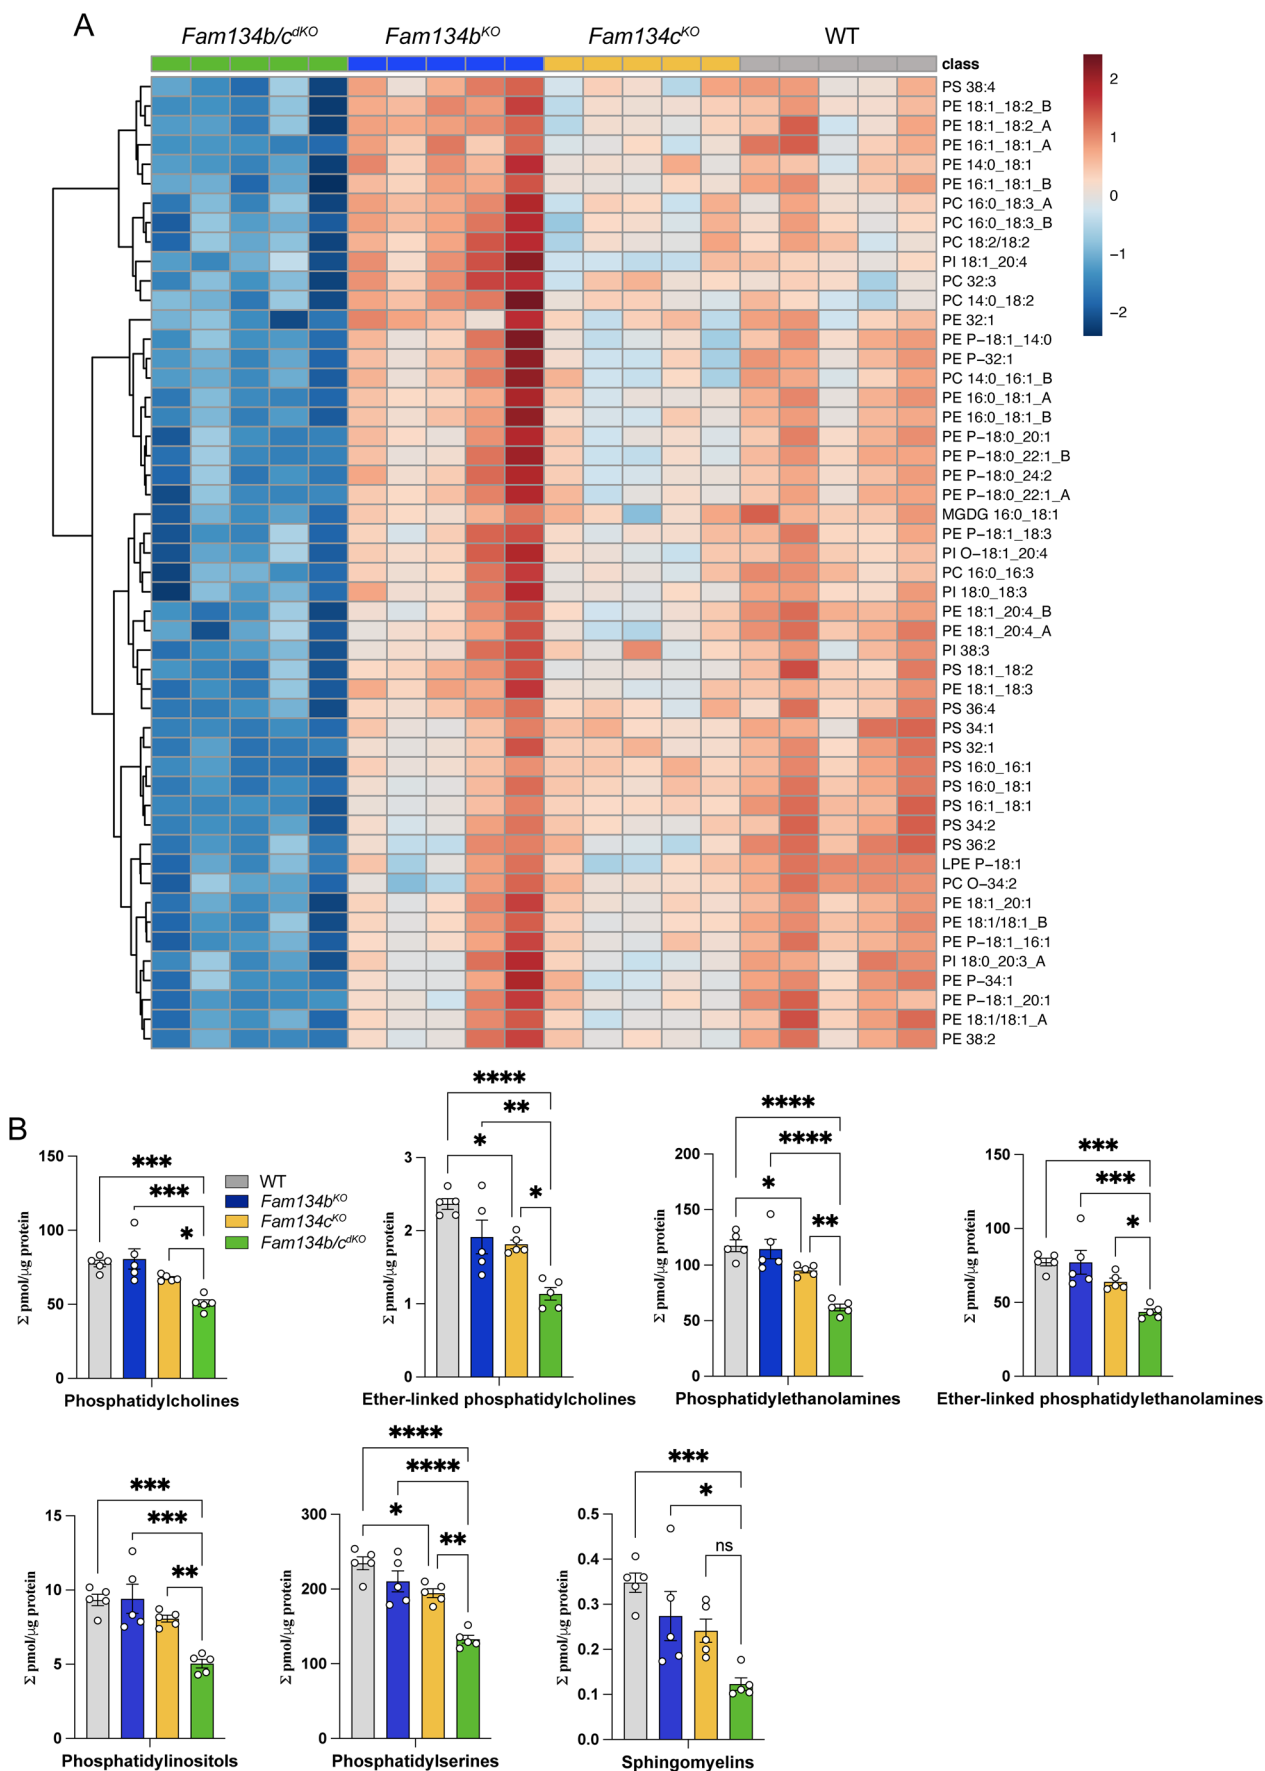 A
Fam134b/c^dKO Fam134b^KO Fam134c^KO WT
class
PS 38:4
PE 18:1_18:2_B
PE 18:1_18:2_A
PE 16:1_18:1_A
PE 14:0_18:1
PE 16:1_18:1_B
PC 16:0_18:3_A
PC 16:0_18:3_B
PC 18:2/18:2
PI 18:1_20:4
PC 32:3
PC 14:0_18:2
PE 32:1
PE P−18:1_14:0
PE P−32:1
PC 14:0_16:1_B
PE 16:0_18:1_A
PE 16:0_18:1_B
PE P−18:0_20:1
PE P−18:0_22:1_B
PE P−18:0_24:2
PE P−18:0_22:1_A
MGDG 16:0_18:1
PE P−18:1_18:3
PI O−18:1_20:4
PC 16:0_16:3
PI 18:0_18:3
PE 18:1_20:4_B
PE 18:1_20:4_A
PI 38:3
PS 18:1_18:2
PE 18:1_18:3
PS 36:4
PS 34:1
PS 32:1
PS 16:0_16:1
PS 16:0_18:1
PS 16:1_18:1
PS 34:2
PS 36:2
LPE P−18:1
PC O−34:2
PE 18:1_20:1
PE 18:1/18:1_B
PE P−18:1_16:1
PI 18:0_20:3_A
PE P−34:1
PE P−18:1_20:1
PE 18:1/18:1_A
PE 38:2
2
1
0
−1
−2
B
150
100
50
0
Σ pmol/µg protein
***
***
*
Phosphatidylcholines
WT
Fam134b^KO
Fam134c^KO
Fam134b/c^dKO
3
2
1
0
Σ pmol/µg protein
****
**
*
*
Ether-linked phosphatidylcholines
200
150
100
50
0
Σ pmol/µg protein
****
****
*
**
Phosphatidylethanolamines
150
100
50
0
Σ pmol/µg protein
***
***
*
Ether-linked phosphatidylethanolamines
15
10
5
0
Σ pmol/µg protein
***
***
**
Phosphatidylinositols
300
200
100
0
Σ pmol/µg protein
****
****
*
**
Phosphatidylserines
0.5
0.4
0.3
0.2
0.1
0.0
Σ pmol/µg protein
***
*
ns
Sphingomyelins